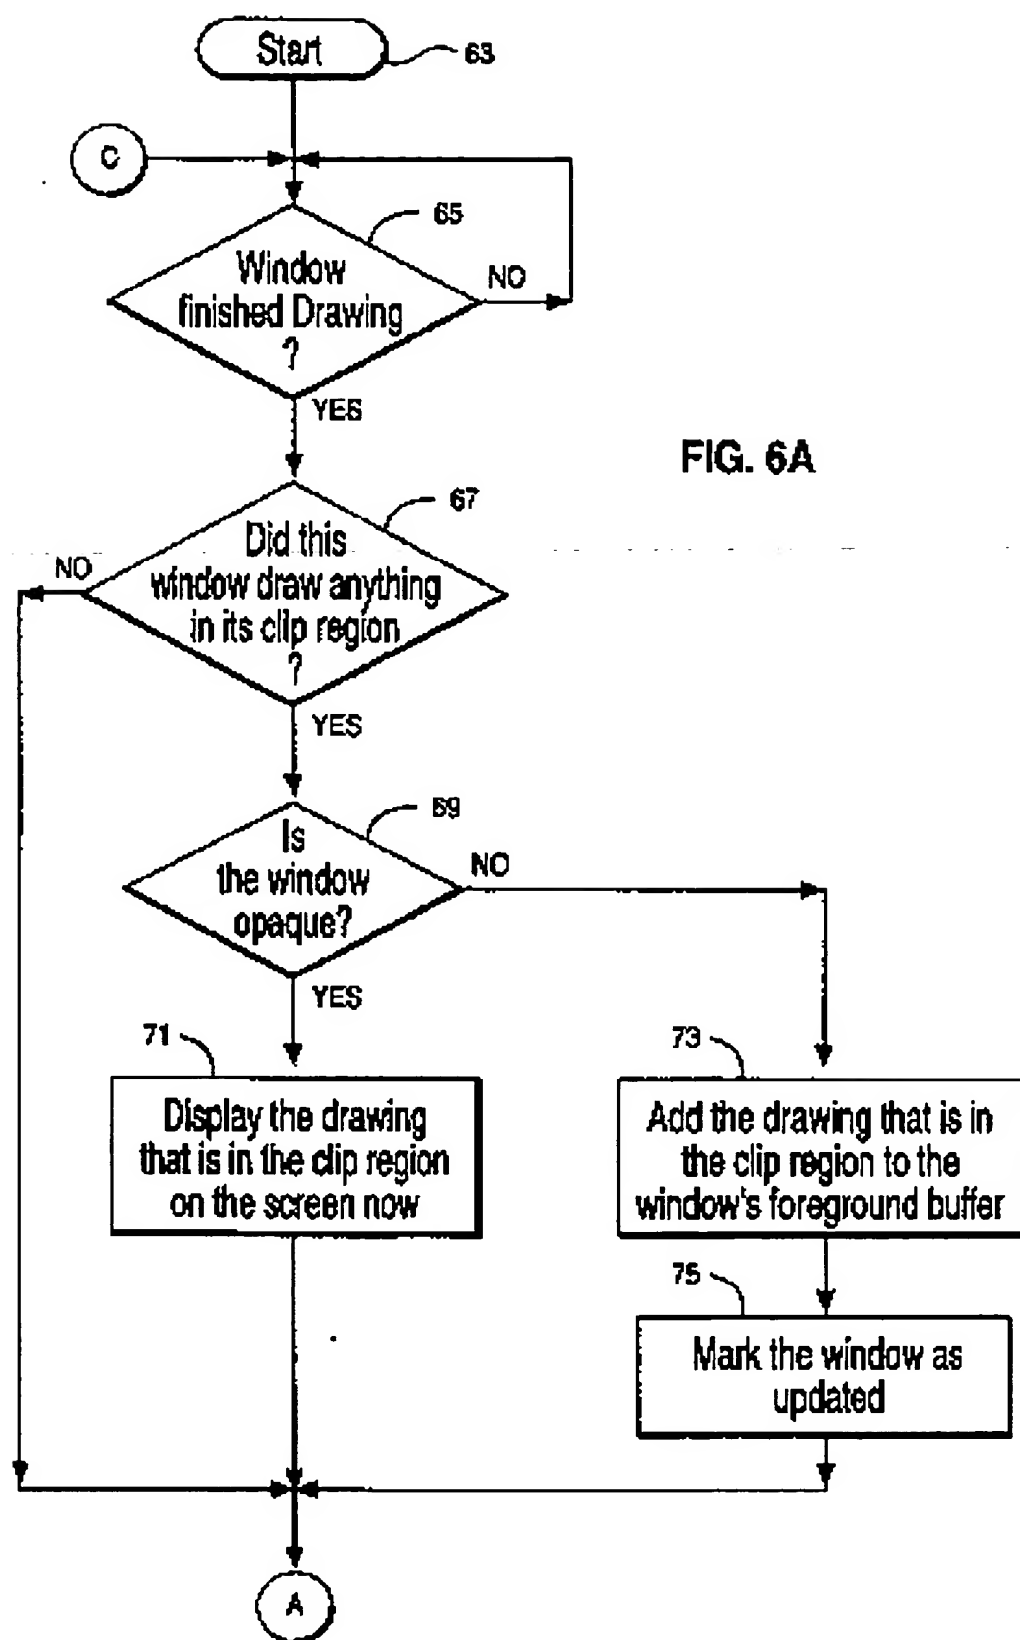 Start
63
C
65
Window
finished Drawing
?
NO
YES
FIG. 6A
67
Did this
window draw anything
in its clip region
?
NO
YES
69
Is
the window
opaque?
NO
YES
71
Display the drawing
that is in the clip region
on the screen now
73
Add the drawing that is in
the clip region to the
window's foreground buffer
75
Mark the window as
updated
A